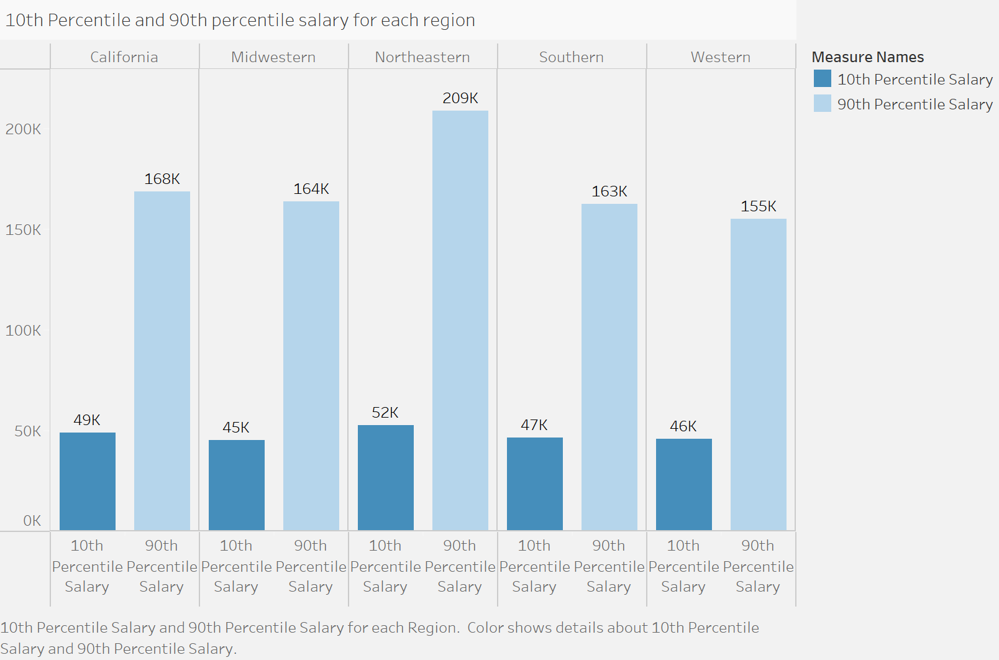 10th Percentile and 90th percentile salary for each region
California Midwestern Northeastern Southern Western
Measure Names
10th Percentile Salary
90th Percentile Salary
200K
150K
100K
50K
0K
49K
168K
45K
164K
52K
209K
47K
163K
46K
155K
10th 90th 10th 90th 10th 90th 10th 90th 10th 90th
Percentile Percentile Percentile Percentile Percentile Percentile Percentile Percentile Percentile Percentile
Salary Salary Salary Salary Salary Salary Salary Salary Salary Salary
10th Percentile Salary and 90th Percentile Salary for each Region.  Color shows details about 10th Percentile
Salary and 90th Percentile Salary.